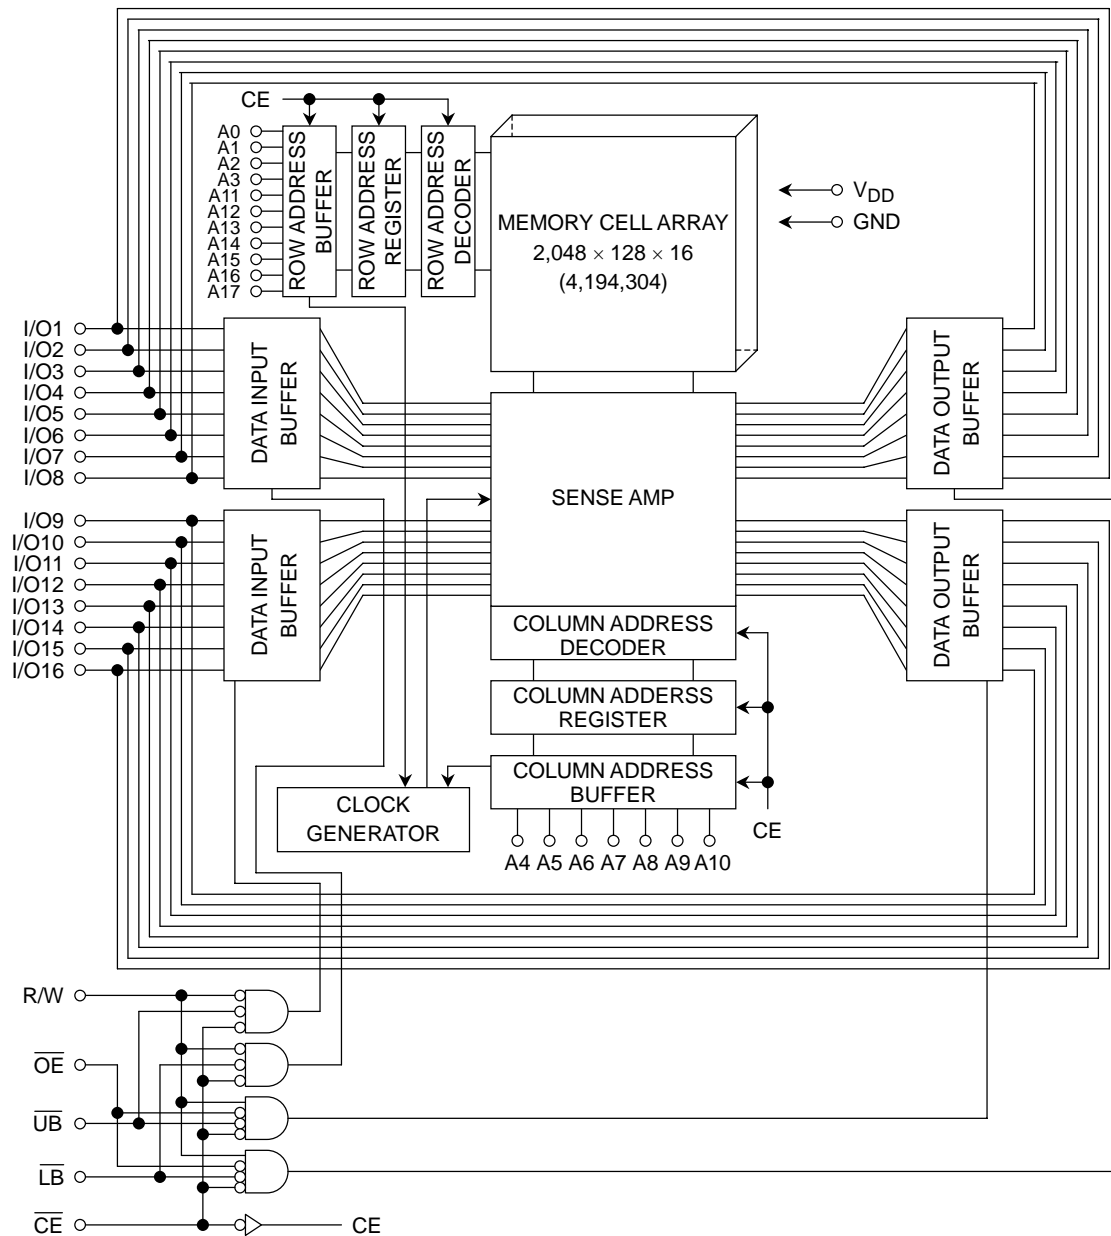 CE
A0
A1
A2
A3
A11
A12
A13
A14
A15
A16
A17
ROW ADDRESS
BUFFER
ROW ADDRESS
REGISTER
ROW ADDRESS
DECODER
MEMORY CELL ARRAY
2,048 × 128 × 16
(4,194,304)
VDD
GND
I/O1
I/O2
I/O3
I/O4
I/O5
I/O6
I/O7
I/O8
DATA INPUT
BUFFER
SENSE AMP
DATA OUTPUT
BUFFER
I/O9
I/O10
I/O11
I/O12
I/O13
I/O14
I/O15
I/O16
DATA INPUT
BUFFER
DATA OUTPUT
BUFFER
COLUMN ADDRESS
DECODER
COLUMN ADDERSS
REGISTER
COLUMN ADDRESS
BUFFER
CLOCK
GENERATOR
CE
A4 A5 A6 A7 A8 A9 A10
R/W
OE
UB
LB
CE
CE